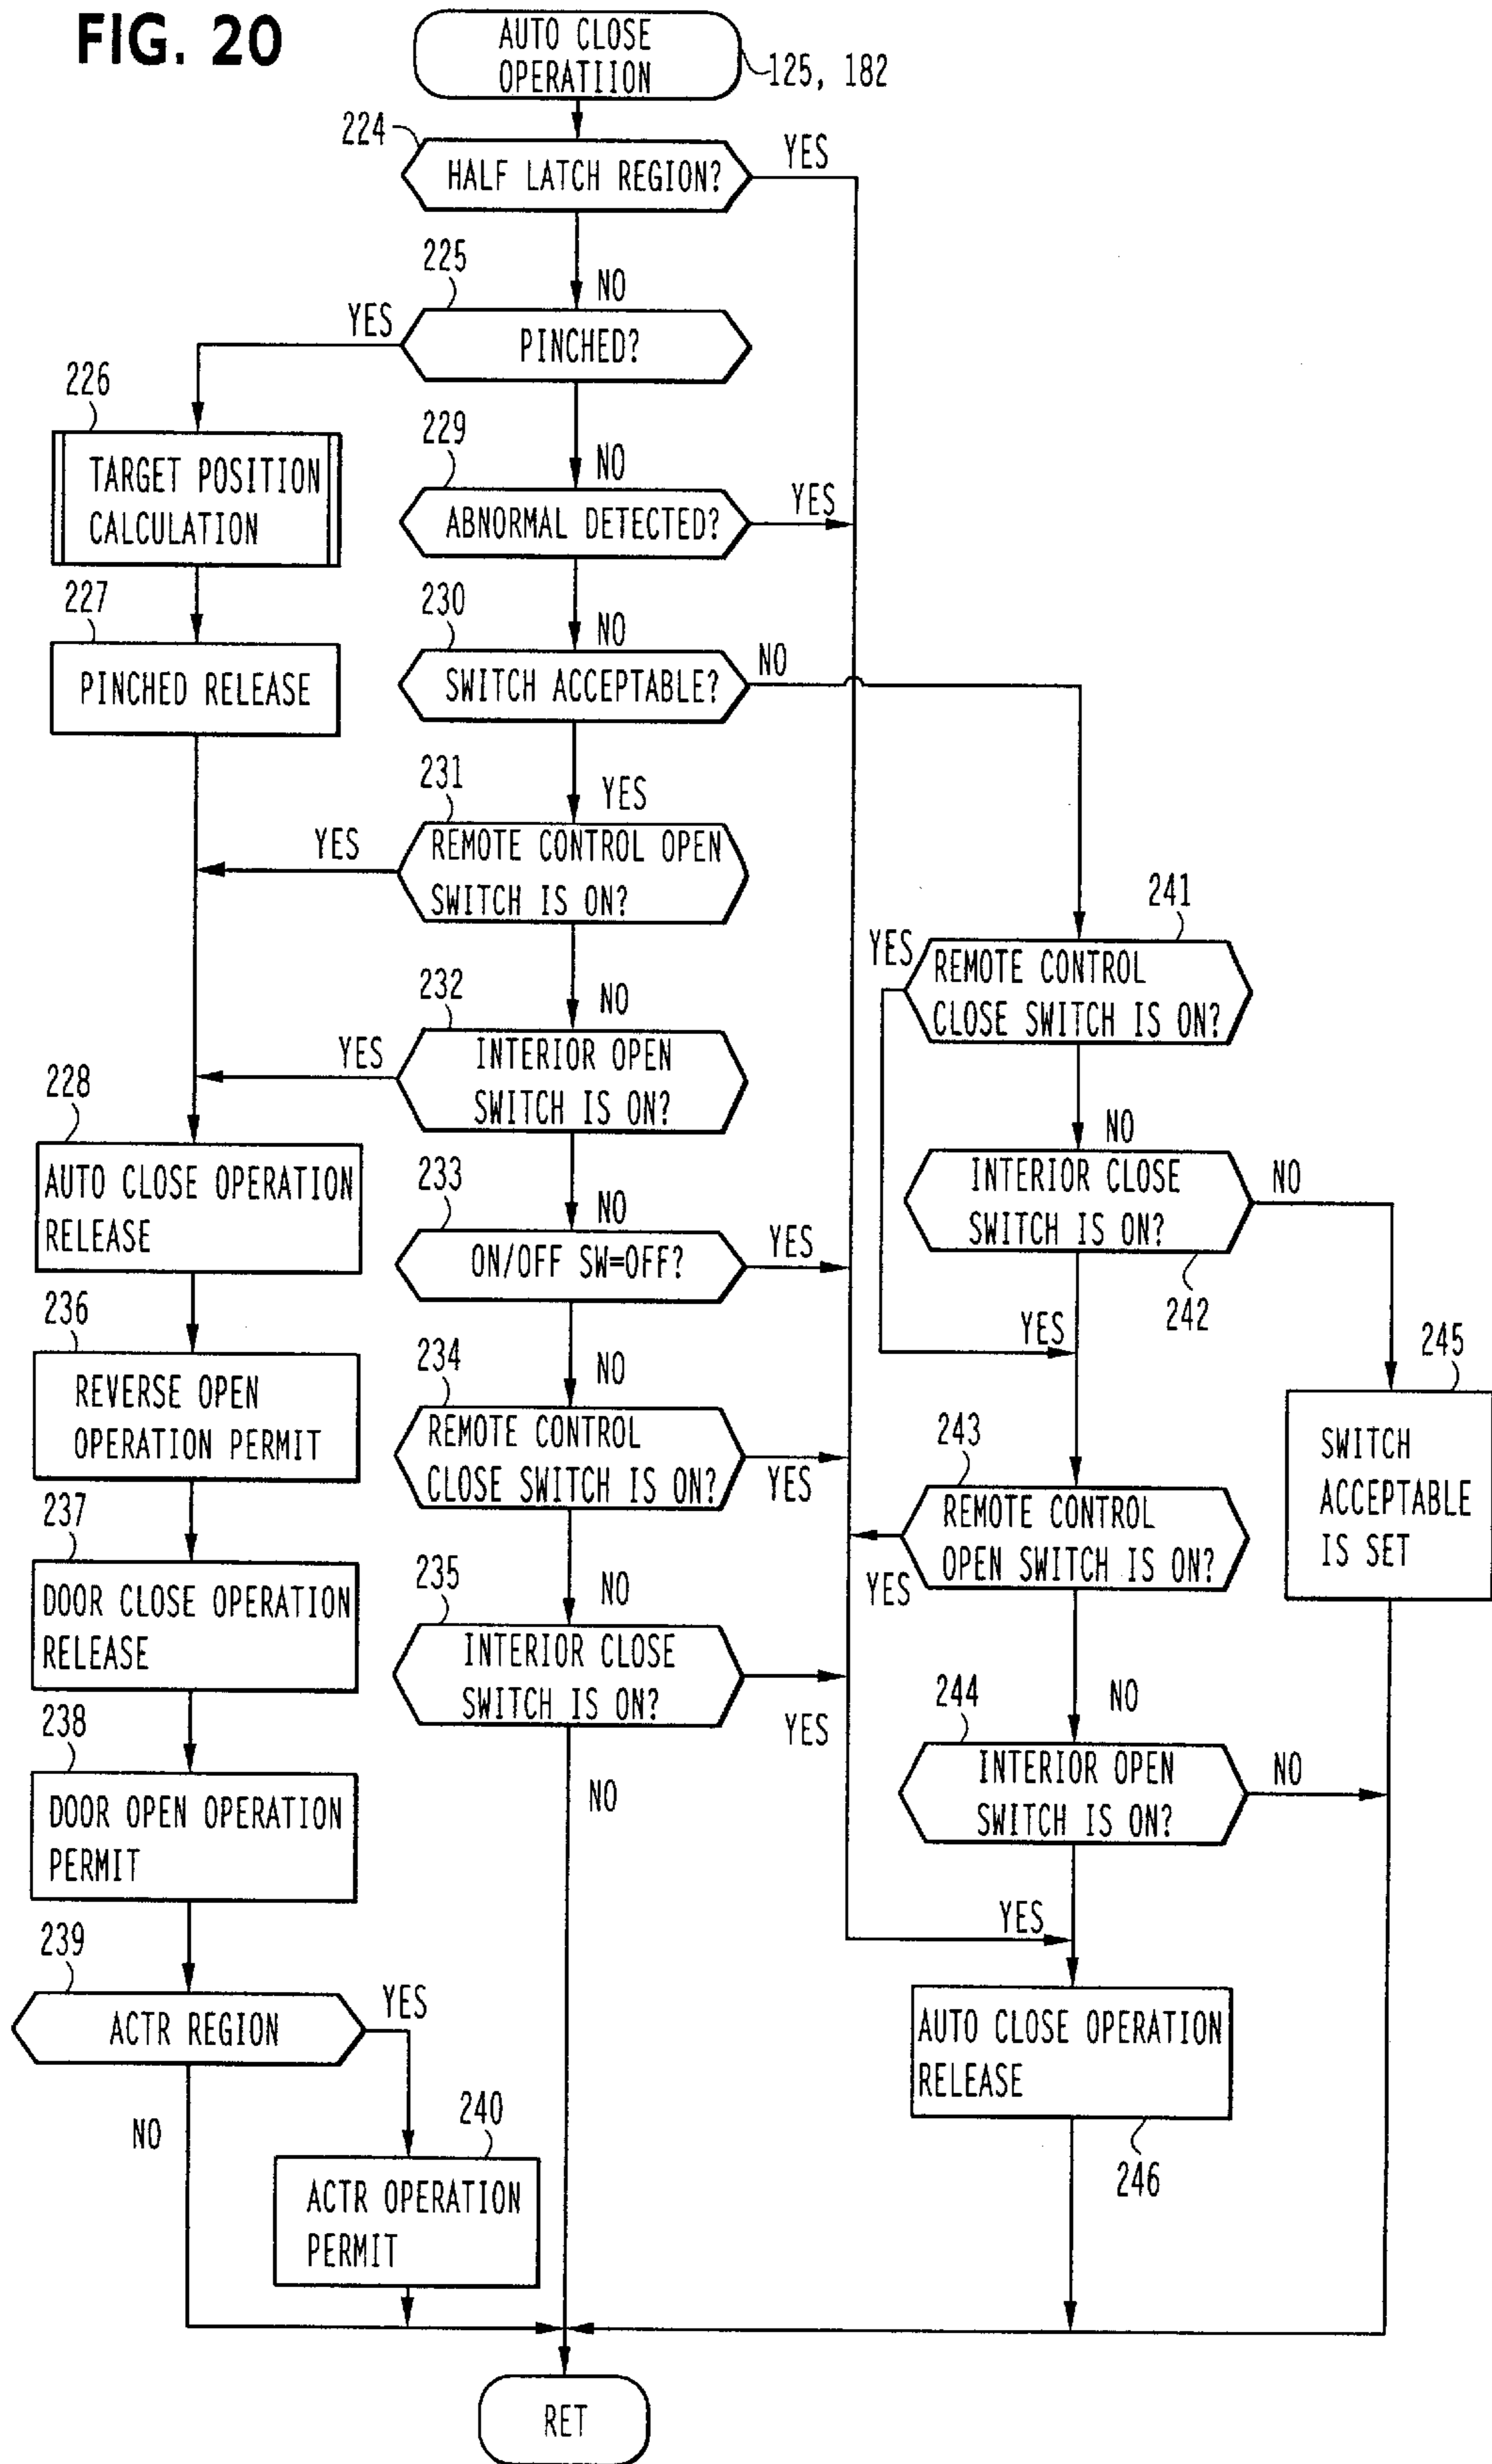 FIG. 20
AUTO CLOSE
OPERATIION
125, 182
224
HALF LATCH REGION?
YES
NO
225
PINCHED?
YES
NO
226
TARGET POSITION
CALCULATION
227
PINCHED RELEASE
229
ABNORMAL DETECTED?
YES
NO
230
SWITCH ACCEPTABLE?
NO
YES
231
REMOTE CONTROL OPEN
SWITCH IS ON?
YES
NO
232
INTERIOR OPEN
SWITCH IS ON?
YES
NO
228
AUTO CLOSE OPERATION
RELEASE
233
ON/OFF SW=OFF?
YES
NO
234
REMOTE CONTROL
CLOSE SWITCH IS ON?
YES
NO
235
INTERIOR CLOSE
SWITCH IS ON?
YES
NO
236
REVERSE OPEN
OPERATION PERMIT
237
DOOR CLOSE OPERATION
RELEASE
238
DOOR OPEN OPERATION
PERMIT
239
ACTR REGION
YES
NO
240
ACTR OPERATION
PERMIT
241
REMOTE CONTROL
CLOSE SWITCH IS ON?
YES
NO
INTERIOR CLOSE
SWITCH IS ON?
NO
242
YES
243
REMOTE CONTROL
OPEN SWITCH IS ON?
YES
NO
245
SWITCH
ACCEPTABLE
IS SET
244
INTERIOR OPEN
SWITCH IS ON?
NO
YES
AUTO CLOSE OPERATION
RELEASE
246
RET